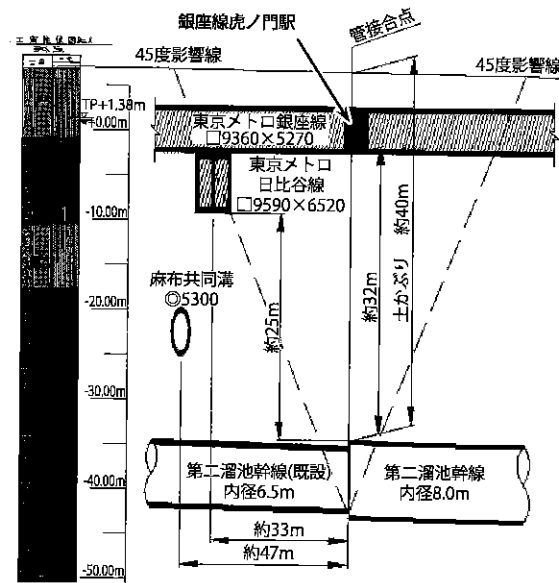 銀座線虎ノ門駅
管接合点
45度影響線
45度影響線
TP+1.38m
±0.00m
-10.00m
-20.00m
-30.00m
-40.00m
-50.00m
東京メトロ銀座線
□9360×5270
東京メトロ
日比谷線
□9590×6520
麻布共同溝
◎5300
約25m
約32m
土かぶり 約40m
第二溜池幹線(既設)
内径6.5m
第二溜池幹線
内径8.0m
約33m
約47m